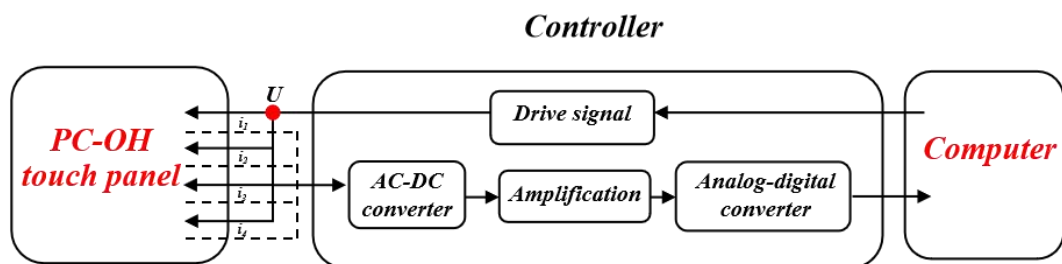 Controller
U
Drive signal
i1
PC-OH
touch panel
i2
i3
i4
AC-DC
converter
Amplification
Analog-digital
converter
Computer